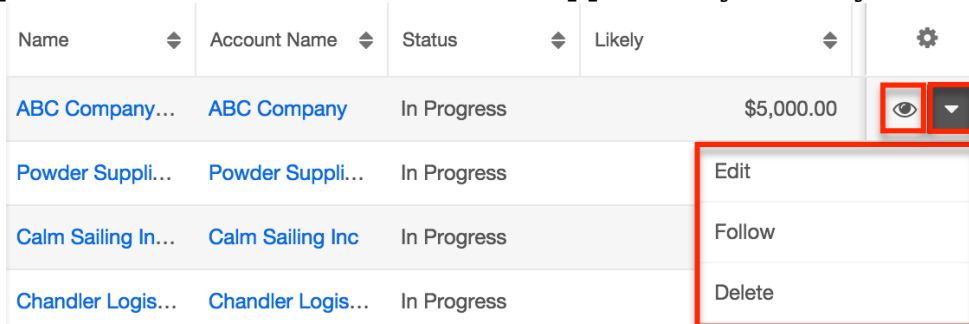 Name Account Name Status Likely
ABC Company... ABC Company In Progress $5,000.00
Powder Suppli... Powder Suppli... In Progress
Edit
Calm Sailing In... Calm Sailing Inc In Progress
Follow
Chandler Logis... Chandler Logis... In Progress
Delete